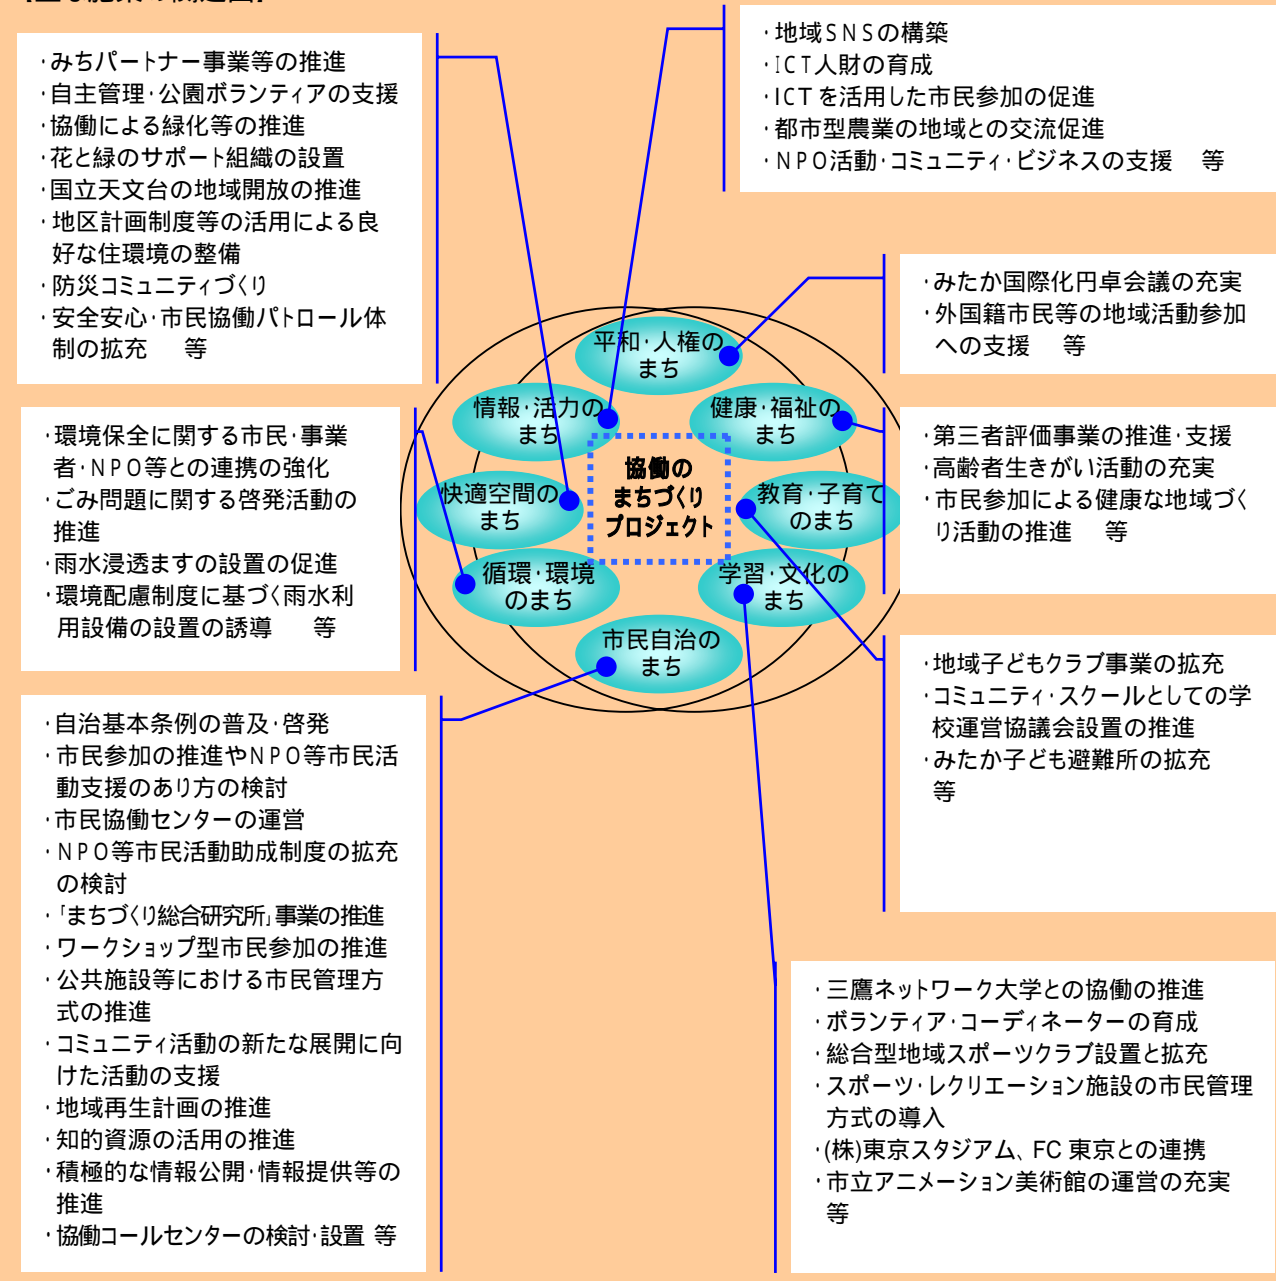 ・みちパートナー事業等の推進
・自主管理・公園ボランティアの支援
・協働による緑化等の推進
・花と緑のサポート組織の設置
・国立天文台の地域開放の推進
・地区計画制度等の活用による良
好な住環境の整備
・防災コミュニティづくり
・安全安心・市民協働パトロール体
制の拡充　等
・地域SNSの構築
・ICT人財の育成
・ICTを活用した市民参加の促進
・都市型農業の地域との交流促進
・NPO活動・コミュニティ・ビジネスの支援　等
・みたか国際化円卓会議の充実
・外国籍市民等の地域活動参加
への支援　等
平和・人権の
まち
情報・活力の
まち
健康・福祉の
まち
協働の
まちづくり
プロジェクト
快適空間の
まち
教育・子育て
のまち
循環・環境
のまち
学習・文化の
まち
市民自治の
まち
・環境保全に関する市民・事業
者・NPO等との連携の強化
・ごみ問題に関する啓発活動の
推進
・雨水浸透ますの設置の促進
・環境配慮制度に基づく雨水利
用設備の設置の誘導　等
・第三者評価事業の推進・支援
・高齢者生きがい活動の充実
・市民参加による健康な地域づく
り活動の推進　等
・地域子どもクラブ事業の拡充
・コミュニティ・スクールとしての学
校運営協議会設置の推進
・みたか子ども避難所の拡充
等
・自治基本条例の普及・啓発
・市民参加の推進やNPO等市民活
動支援のあり方の検討
・市民協働センターの運営
・NPO等市民活動助成制度の拡充
の検討
・「まちづくり総合研究所」事業の推進
・ワークショップ型市民参加の推進
・公共施設等における市民管理方
式の推進
・コミュニティ活動の新たな展開に向
けた活動の支援
・地域再生計画の推進
・知的資源の活用の推進
・積極的な情報公開・情報提供等の
推進
・協働コールセンターの検討・設置 等
・三鷹ネットワーク大学との協働の推進
・ボランティア・コーディネーターの育成
・総合型地域スポーツクラブ設置と拡充
・スポーツ・レクリエーション施設の市民管理
方式の導入
・(株)東京スタジアム、FC 東京との連携
・市立アニメーション美術館の運営の充実
等